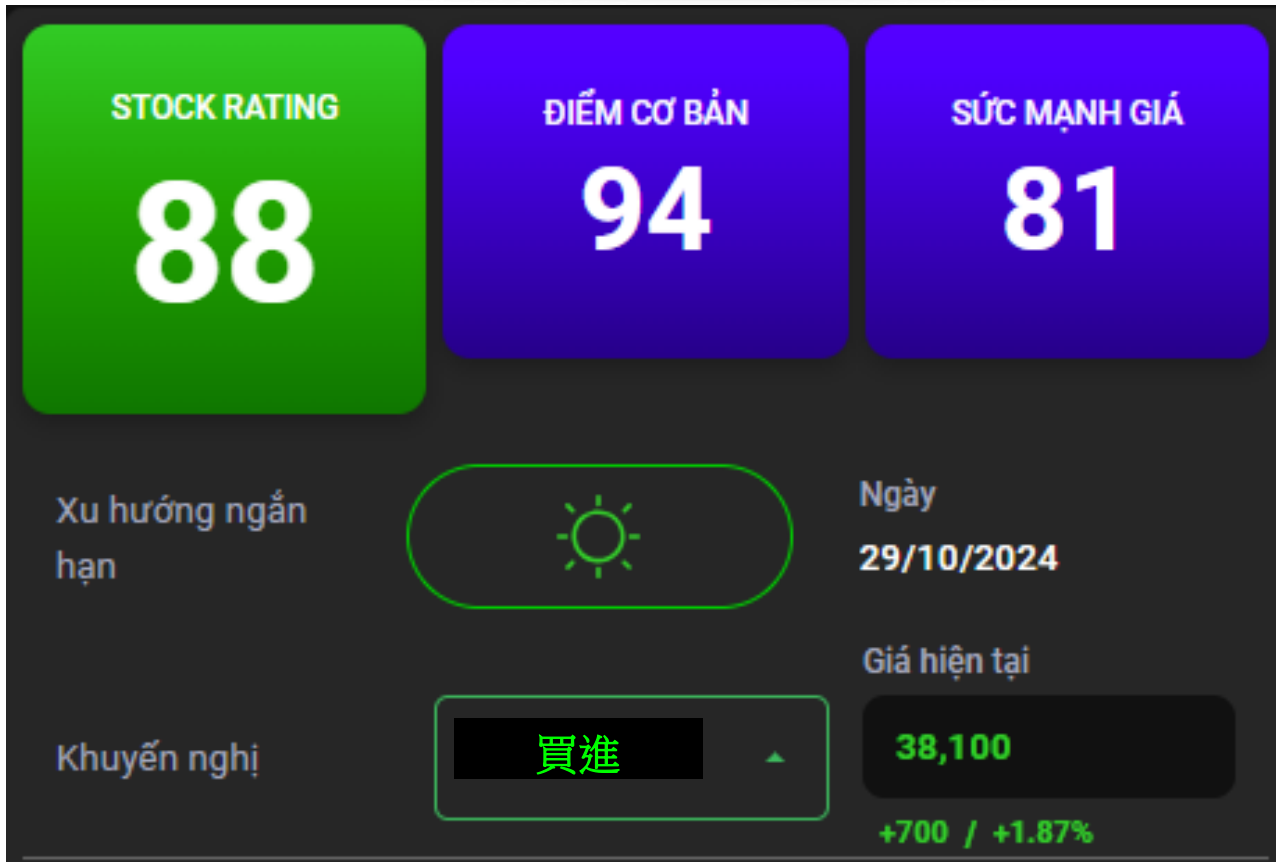 STOCK RATING
88
ĐIỂM CƠ BẢN
94
SỨC MẠNH GIÁ
81
Xu hướng ngắn
hạn
Ngày
29/10/2024
Khuyến nghị
買進
Giá hiện tại
38,100
+700 / +1.87%